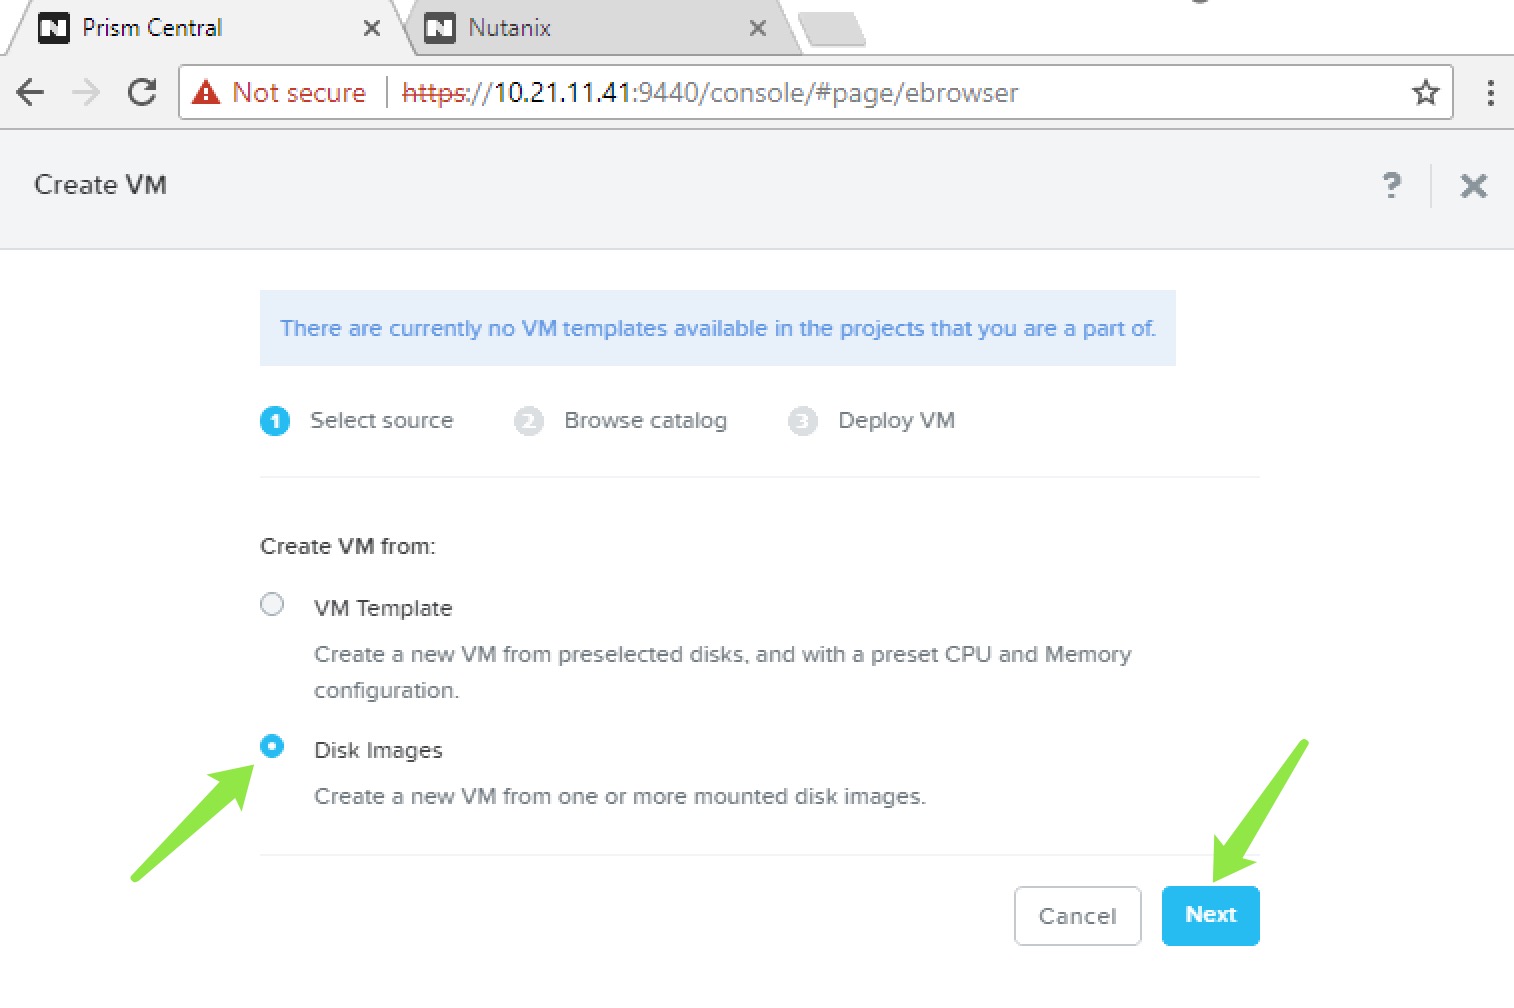 Prism Central
Nutanix
Not secure https://10.21.11.41:9440/console/#page/ebrowser
Create VM
?
There are currently no VM templates available in the projects that you are a part of.
1 Select source 2 Browse catalog 3 Deploy VM
Create VM from:
VM Template
Create a new VM from preselected disks, and with a preset CPU and Memory
configuration.
Disk Images
Create a new VM from one or more mounted disk images.
Cancel Next